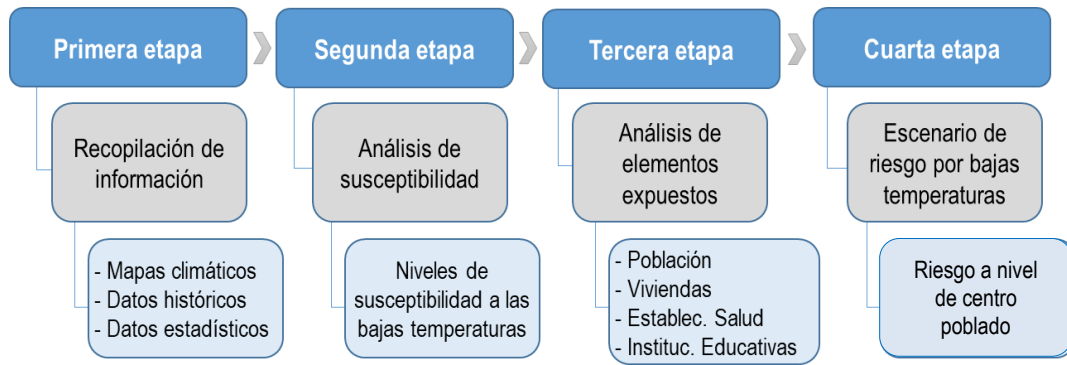 Primera etapa
Segunda etapa
Tercera etapa
Cuarta etapa
Recopilación de
información
Análisis de
susceptibilidad
Análisis de
elementos
expuestos
Escenario de
riesgo por bajas
temperaturas
- Mapas climáticos
- Datos históricos
- Datos estadísticos
Niveles de
susceptibilidad a las
bajas temperaturas
- Población
- Viviendas
- Establec. Salud
- Instituc. Educativas
Riesgo a nivel
de centro
poblado